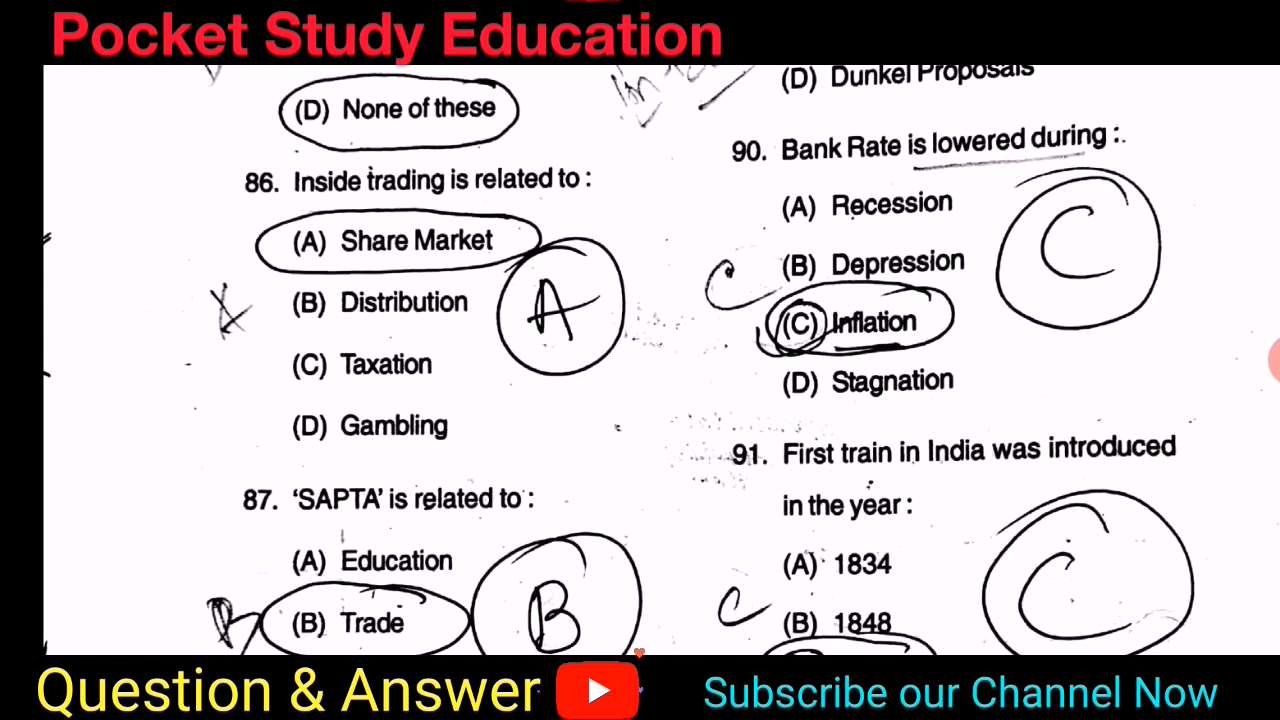 Pocket Study Education
(D) None of these
86. Inside trading is related to :
(A) Share Market
A
(B) Distribution
(C) Taxation
(D) Gambling
87. 'SAPTA' is related to :
(A) Education
B
(B) Trade
B
(D) Dunkel Proposals
90. Bank Rate is lowered during :
(A) Recession
C
(B) Depression
C
(C) Inflation
(D) Stagnation
91. First train in India was introduced
in the year :
(A) 1834
C
C
(B) 1848
Question & Answer
Subscribe our Channel Now